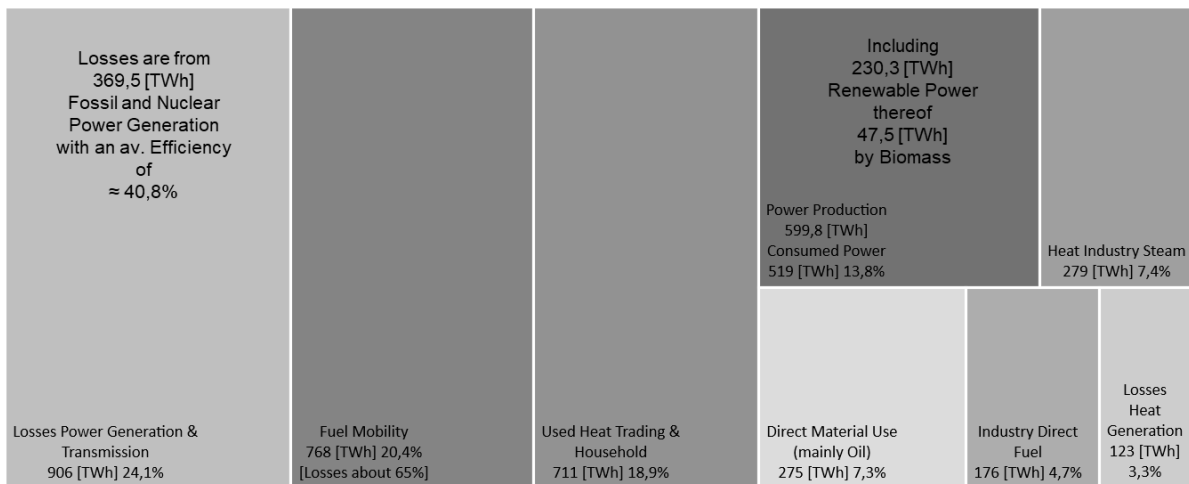 Losses are from
369,5 [TWh]
Fossil and Nuclear
Power Generation
with an av. Efficiency
of
≈ 40,8%
Losses Power Generation &
Transmission
906 [TWh] 24,1%
Fuel Mobility
768 [TWh] 20,4%
[Losses about 65%]
Used Heat Trading &
Household
711 [TWh] 18,9%
Including
230,3 [TWh]
Renewable Power
thereof
47,5 [TWh]
by Biomass
Power Production
599,8 [TWh]
Consumed Power
519 [TWh] 13,8%
Heat Industry Steam
279 [TWh] 7,4%
Direct Material Use
(mainly Oil)
275 [TWh] 7,3%
Industry Direct
Fuel
176 [TWh] 4,7%
Losses
Heat
Generation
123 [TWh]
3,3%